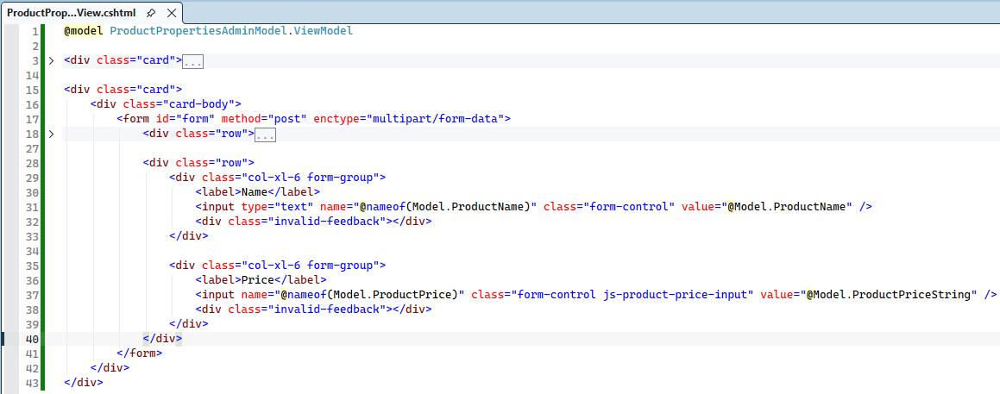 ProductProp...View.cshtml
1 @model ProductPropertiesAdminModel.ViewModel
2
3 <div class="card">...
14
15 <div class="card">
16     <div class="card-body">
17         <form id="form" method="post" enctype="multipart/form-data">
18             <div class="row">...
27
28             <div class="row">
29                 <div class="col-xl-6 form-group">
30                     <label>Name</label>
31                     <input type="text" name="@nameof(Model.ProductName)" class="form-control" value="@Model.ProductName" />
32                     <div class="invalid-feedback"></div>
33                 </div>
34
35                 <div class="col-xl-6 form-group">
36                     <label>Price</label>
37                     <input name="@nameof(Model.ProductPrice)" class="form-control js-product-price-input" value="@Model.ProductPriceString" />
38                     <div class="invalid-feedback"></div>
39                 </div>
40             </div>
41         </form>
42     </div>
43 </div>